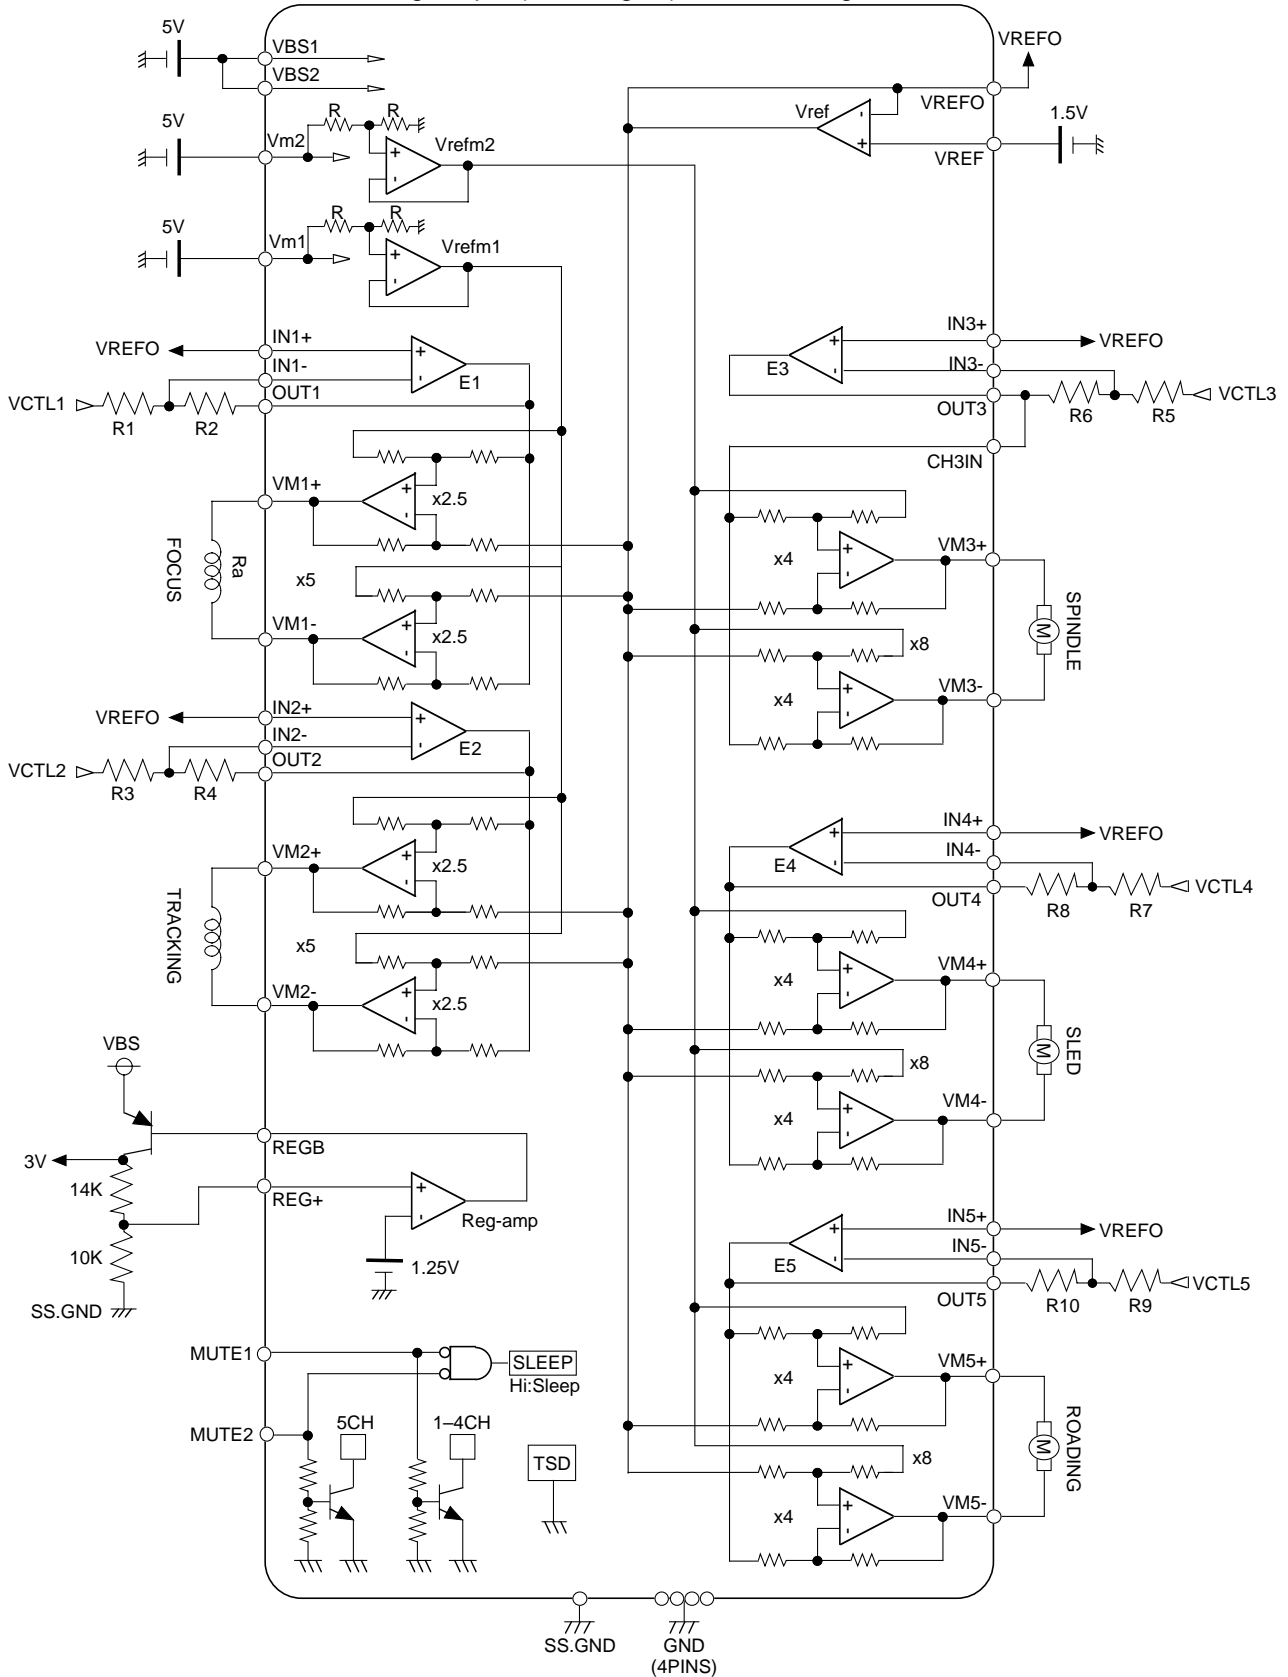 5V
VBS1
VBS2
VREFO
VREFO
Vref
1.5V
VREF
5V
Vm2
R
R
Vrefm2
5V
Vm1
R
R
Vrefm1
VREFO
IN1+
IN1-
OUT1
E1
VCTL1
R1
R2
IN3+
VREFO
IN3-
E3
OUT3
R6
R5
VCTL3
CH3IN
VM1+
x2.5
FOCUS
Ra
x5
VM1-
x2.5
x4
VM3+
SPINDLE
x8
x4
VM3-
VREFO
IN2+
IN2-
OUT2
E2
VCTL2
R3
R4
IN4+
VREFO
IN4-
E4
OUT4
R8
R7
VCTL4
VM2+
x2.5
TRACKING
x5
VM2-
x2.5
x4
VM4+
SLED
x8
x4
VM4-
M
M
M
VBS
REGB
3V
14K
REG+
Reg-amp
10K
1.25V
SS.GND
IN5+
VREFO
IN5-
E5
OUT5
R10
R9
VCTL5
MUTE1
SLEEP
Hi:Sleep
MUTE2
5CH
1–4CH
TSD
x4
VM5+
ROADING
x8
x4
VM5-
SS.GND
GND
(4PINS)